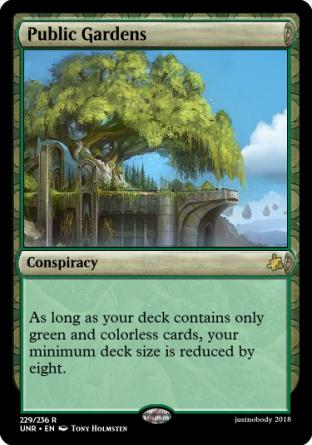 Public Gardens
Conspiracy
As long as your deck contains only
green and colorless cards, your
minimum deck size is reduced by
eight.
229/236 R
UNR • EN Tony Holmsten
justnobody 2018